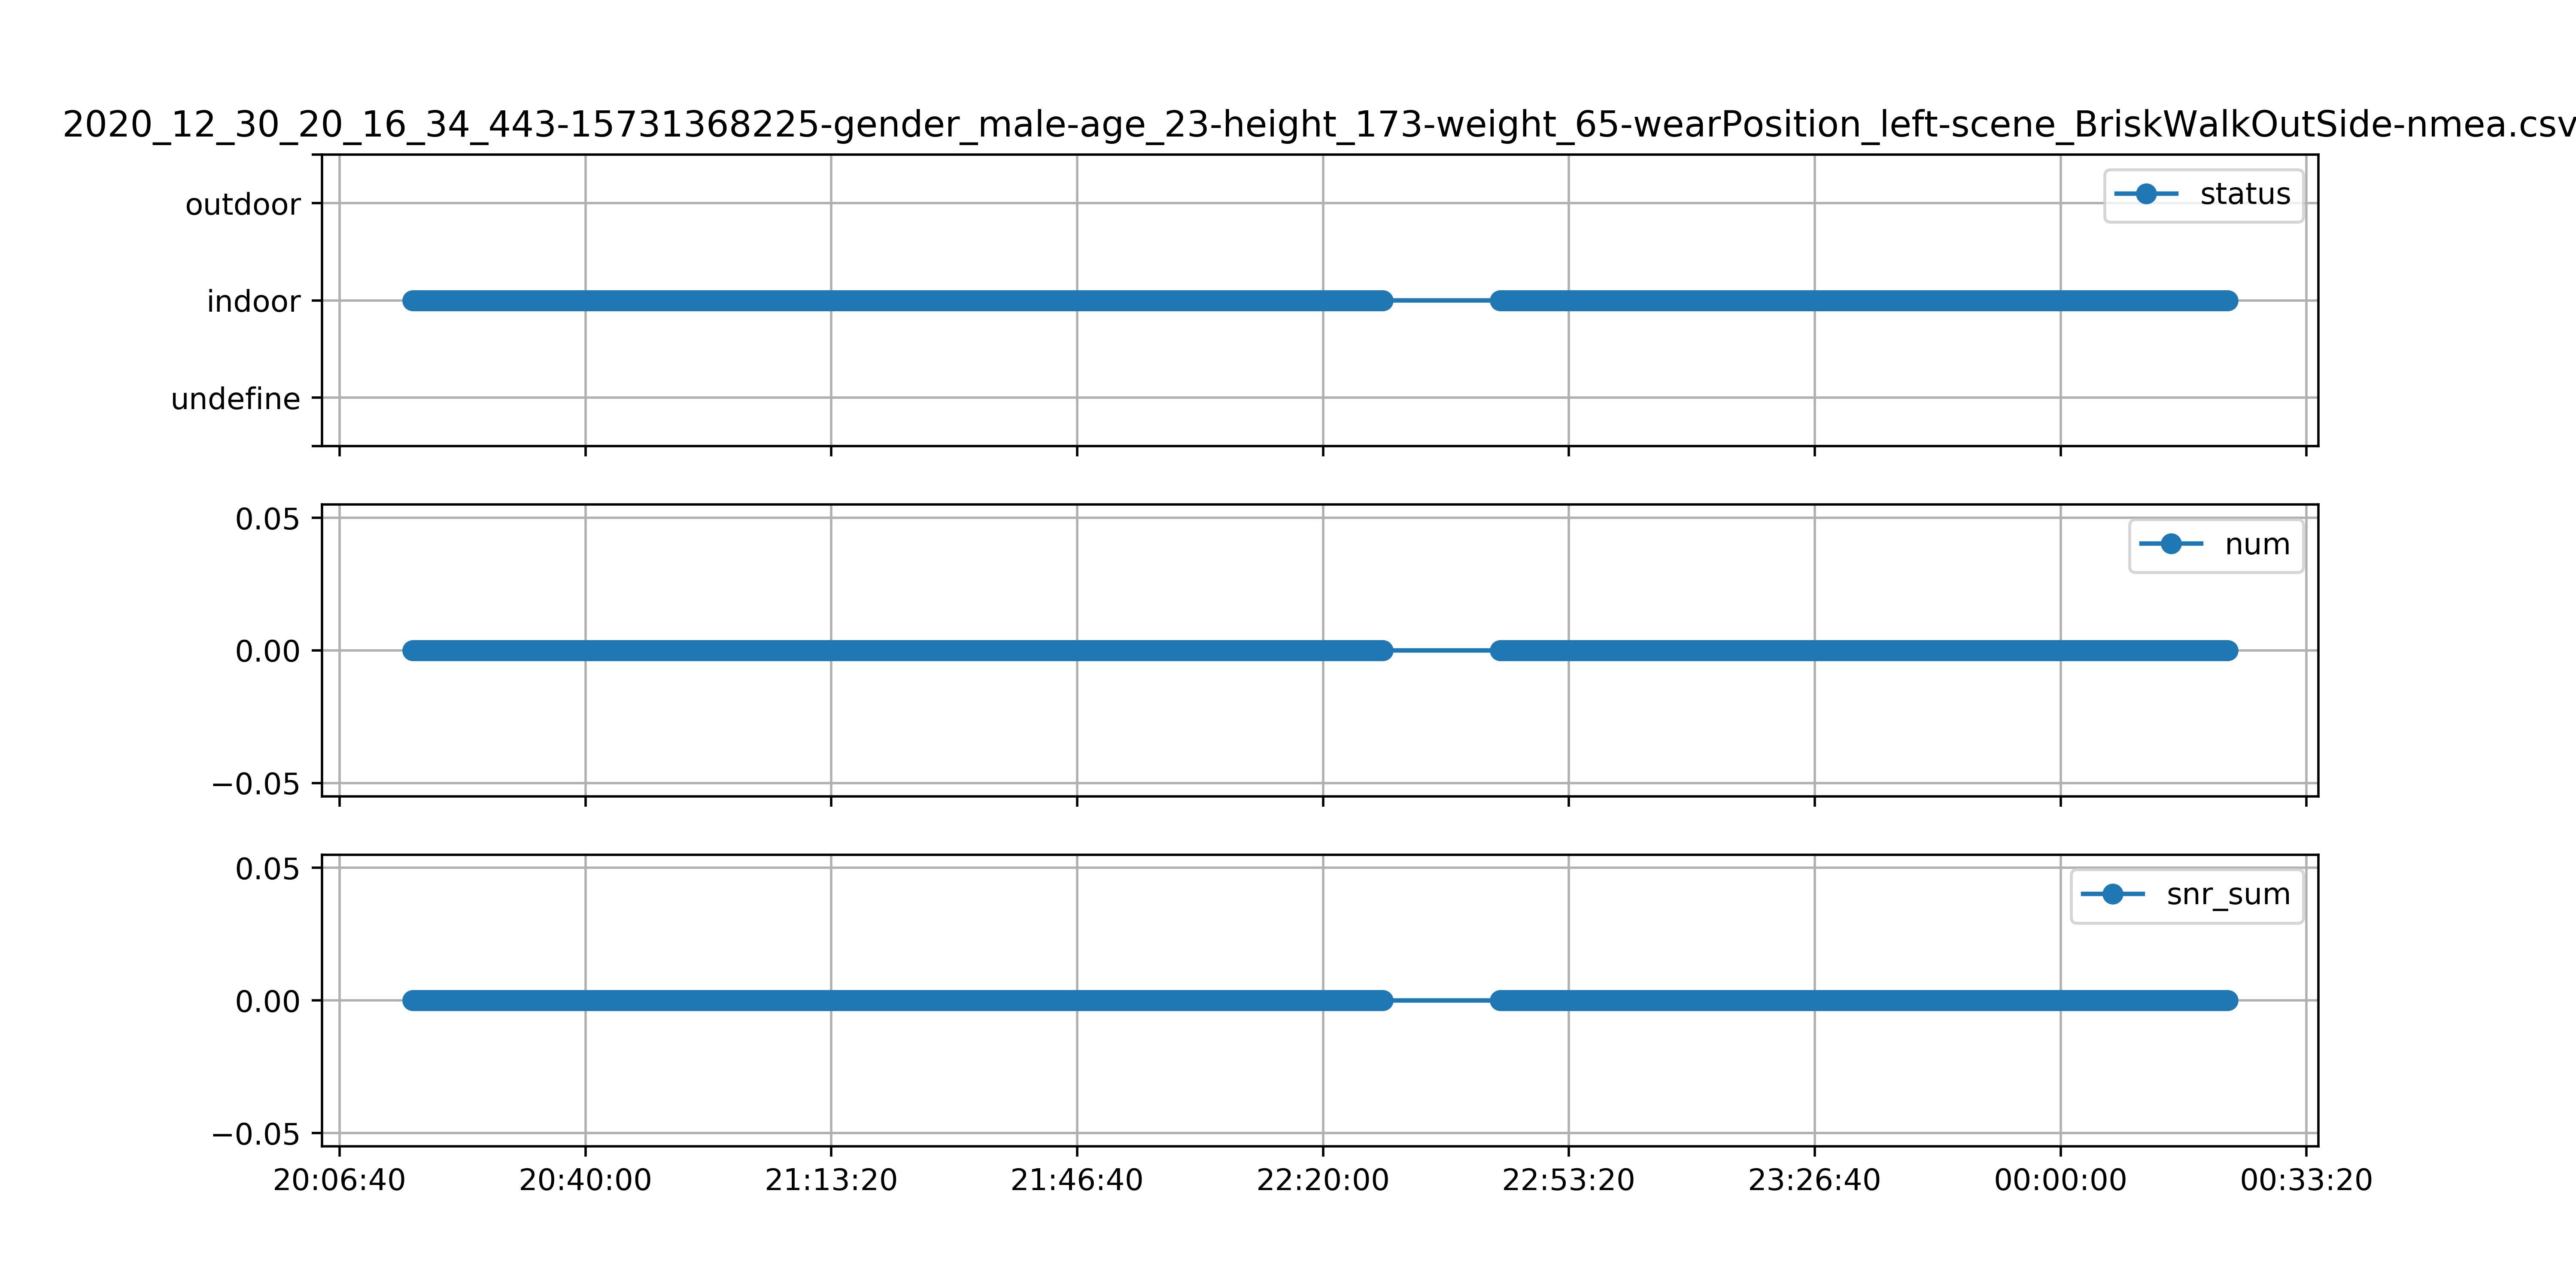 2020_12_30_20_16_34_443-15731368225-gender_male-age_23-height_173-weight_65-wearPosition_left-scene_BriskWalkOutSide-nmea.csv
outdoor
indoor
undefine
status
0.05
0.00
−0.05
num
0.05
0.00
−0.05
snr_sum
20:06:40 20:40:00 21:13:20 21:46:40 22:20:00 22:53:20 23:26:40 00:00:00 00:33:20